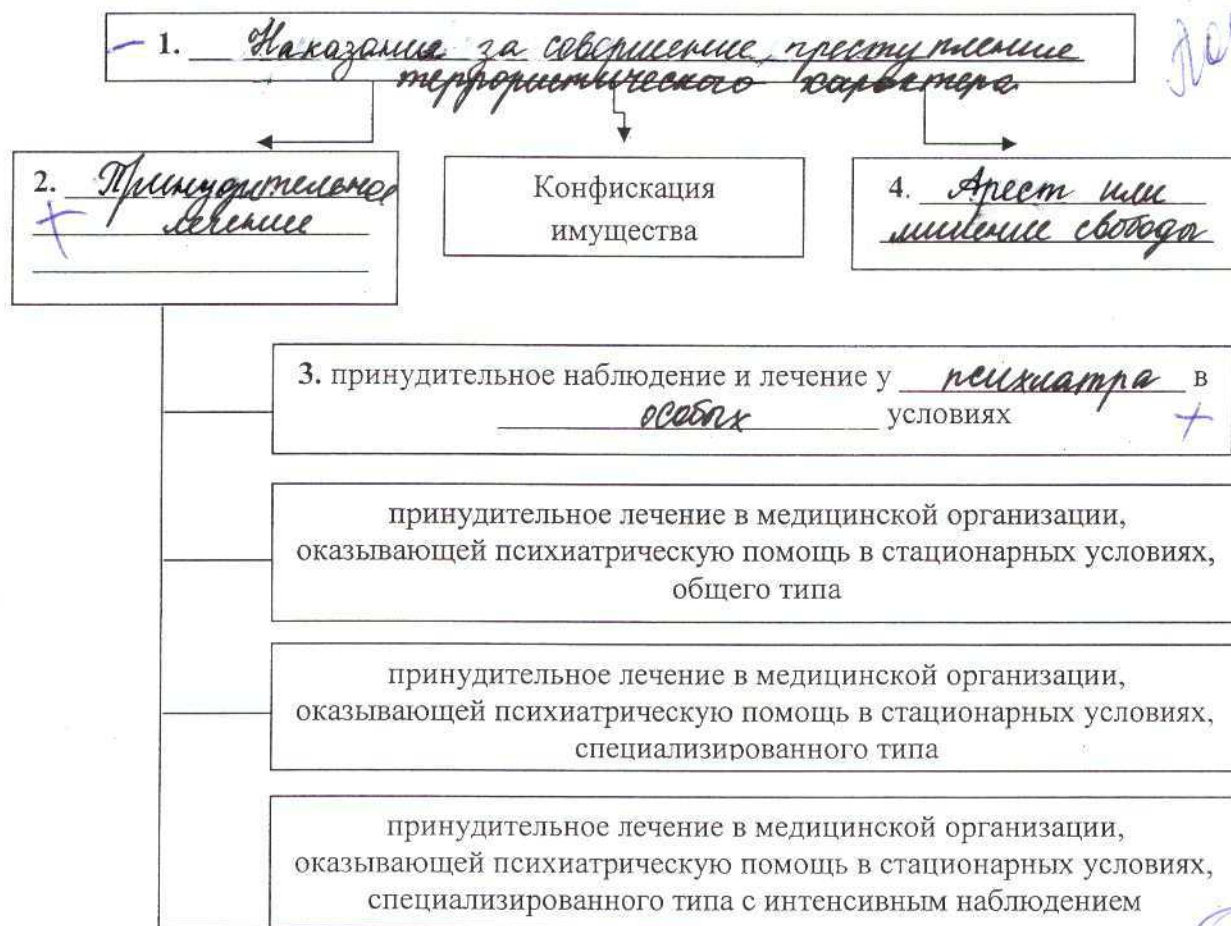 — 1. Наказание за совершение преступление
террористического характера
2. Принудительное
+ лечение
Конфискация
имущества
4. Арест или
лишение свободы
3. принудительное наблюдение и лечение у психиатра в
особых условиях +
принудительное лечение в медицинской организации,
оказывающей психиатрическую помощь в стационарных условиях,
общего типа
принудительное лечение в медицинской организации,
оказывающей психиатрическую помощь в стационарных условиях,
специализированного типа
принудительное лечение в медицинской организации,
оказывающей психиатрическую помощь в стационарных условиях,
специализированного типа с интенсивным наблюдением